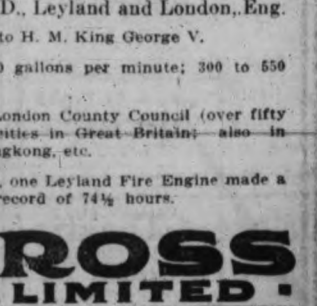 D., Leyland and London, Eng.
to H. M. King George V.
gallons per minute; 300 to 550
London County Council (over fifty
cities in Great Britain; also in
gkong, etc.
, one Leyland Fire Engine made a
record of 74½ hours.
ROSS
LIMITED